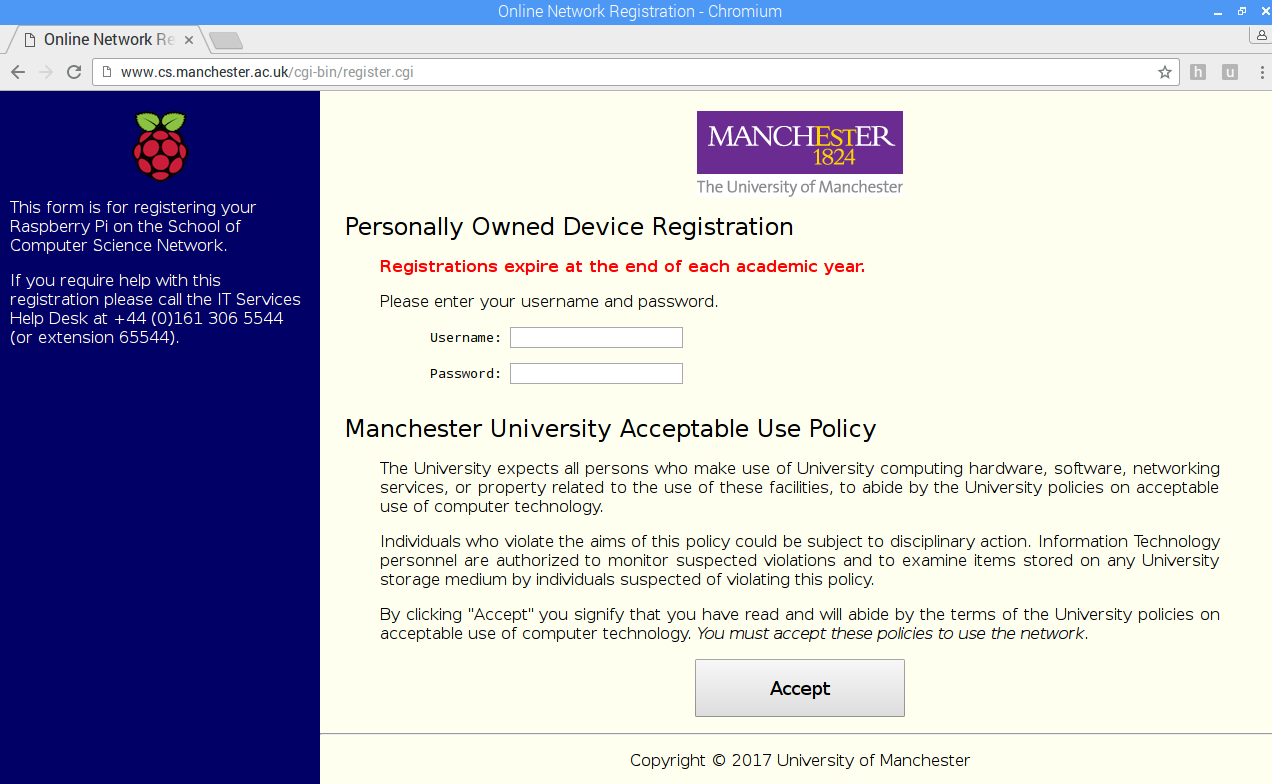 Online Network Registration - Chromium
Online Network Re
www.cs.manchester.ac.uk/cgi-bin/register.cgi
h
u
This form is for registering your
Raspberry Pi on the School of
Computer Science Network.
If you require help with this
registration please call the IT Services
Help Desk at +44 (0)161 306 5544
(or extension 65544).
MANCHESTER
1824
The University of Manchester
Personally Owned Device Registration
Registrations expire at the end of each academic year.
Please enter your username and password.
Username:
Password:
Manchester University Acceptable Use Policy
The University expects all persons who make use of University computing hardware, software, networking
services, or property related to the use of these facilities, to abide by the University policies on acceptable
use of computer technology.
Individuals who violate the aims of this policy could be subject to disciplinary action. Information Technology
personnel are authorized to monitor suspected violations and to examine items stored on any University
storage medium by individuals suspected of violating this policy.
By clicking "Accept" you signify that you have read and will abide by the terms of the University policies on
acceptable use of computer technology. You must accept these policies to use the network.
Accept
Copyright © 2017 University of Manchester